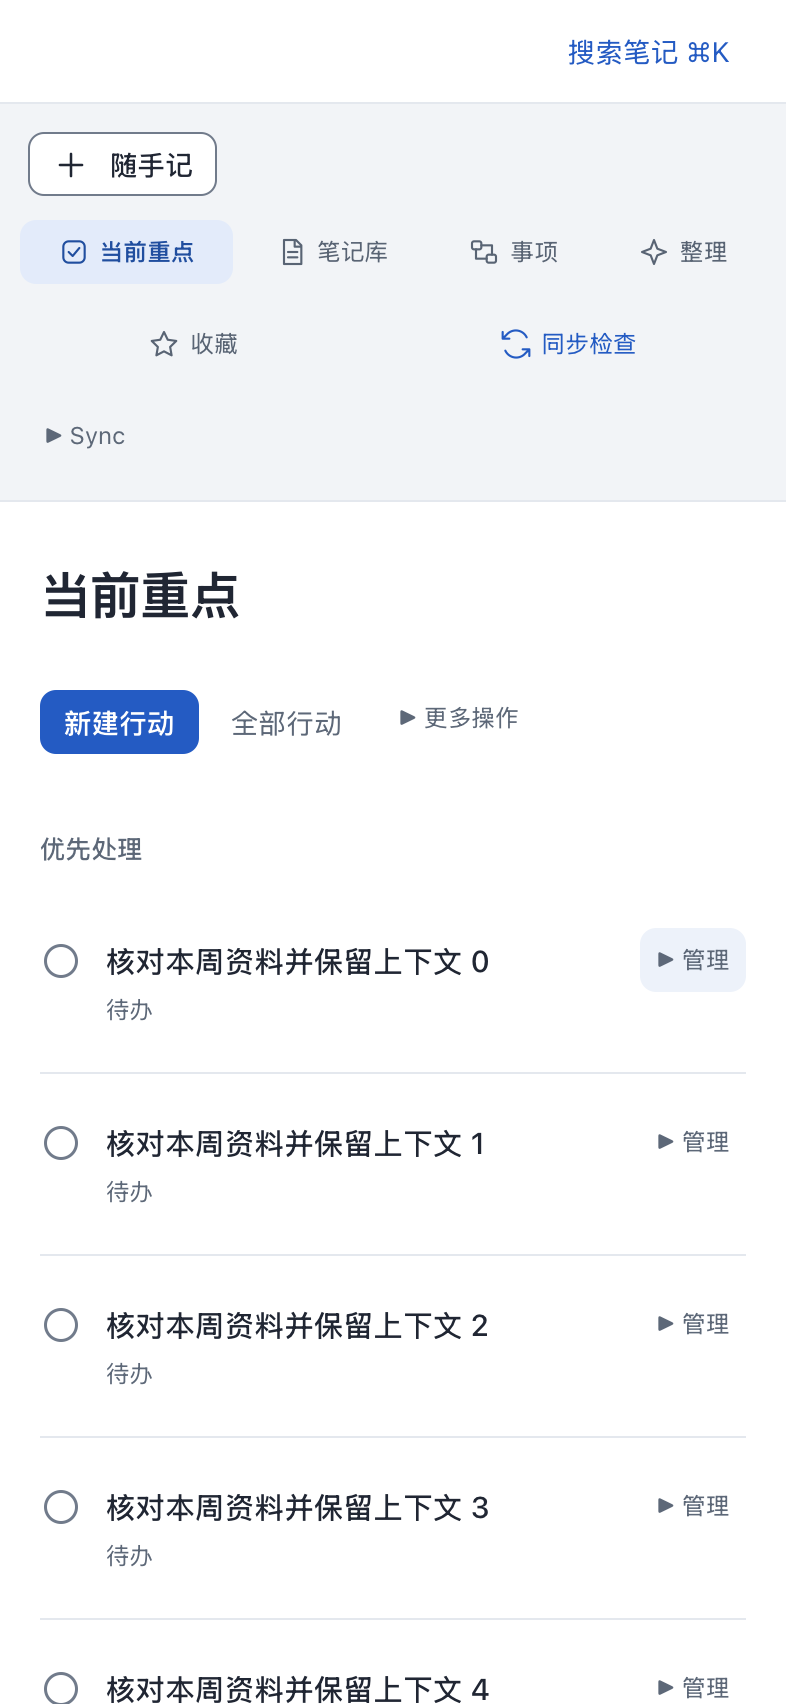 搜索笔记 ⌘K
随手记
当前重点 笔记库 事项 整理
收藏 同步检查
Sync
当前重点
新建行动 全部行动 更多操作
优先处理
核对本周资料并保留上下文 0 管理
待办
核对本周资料并保留上下文 1 管理
待办
核对本周资料并保留上下文 2 管理
待办
核对本周资料并保留上下文 3 管理
待办
核对本周资料并保留上下文 4 管理